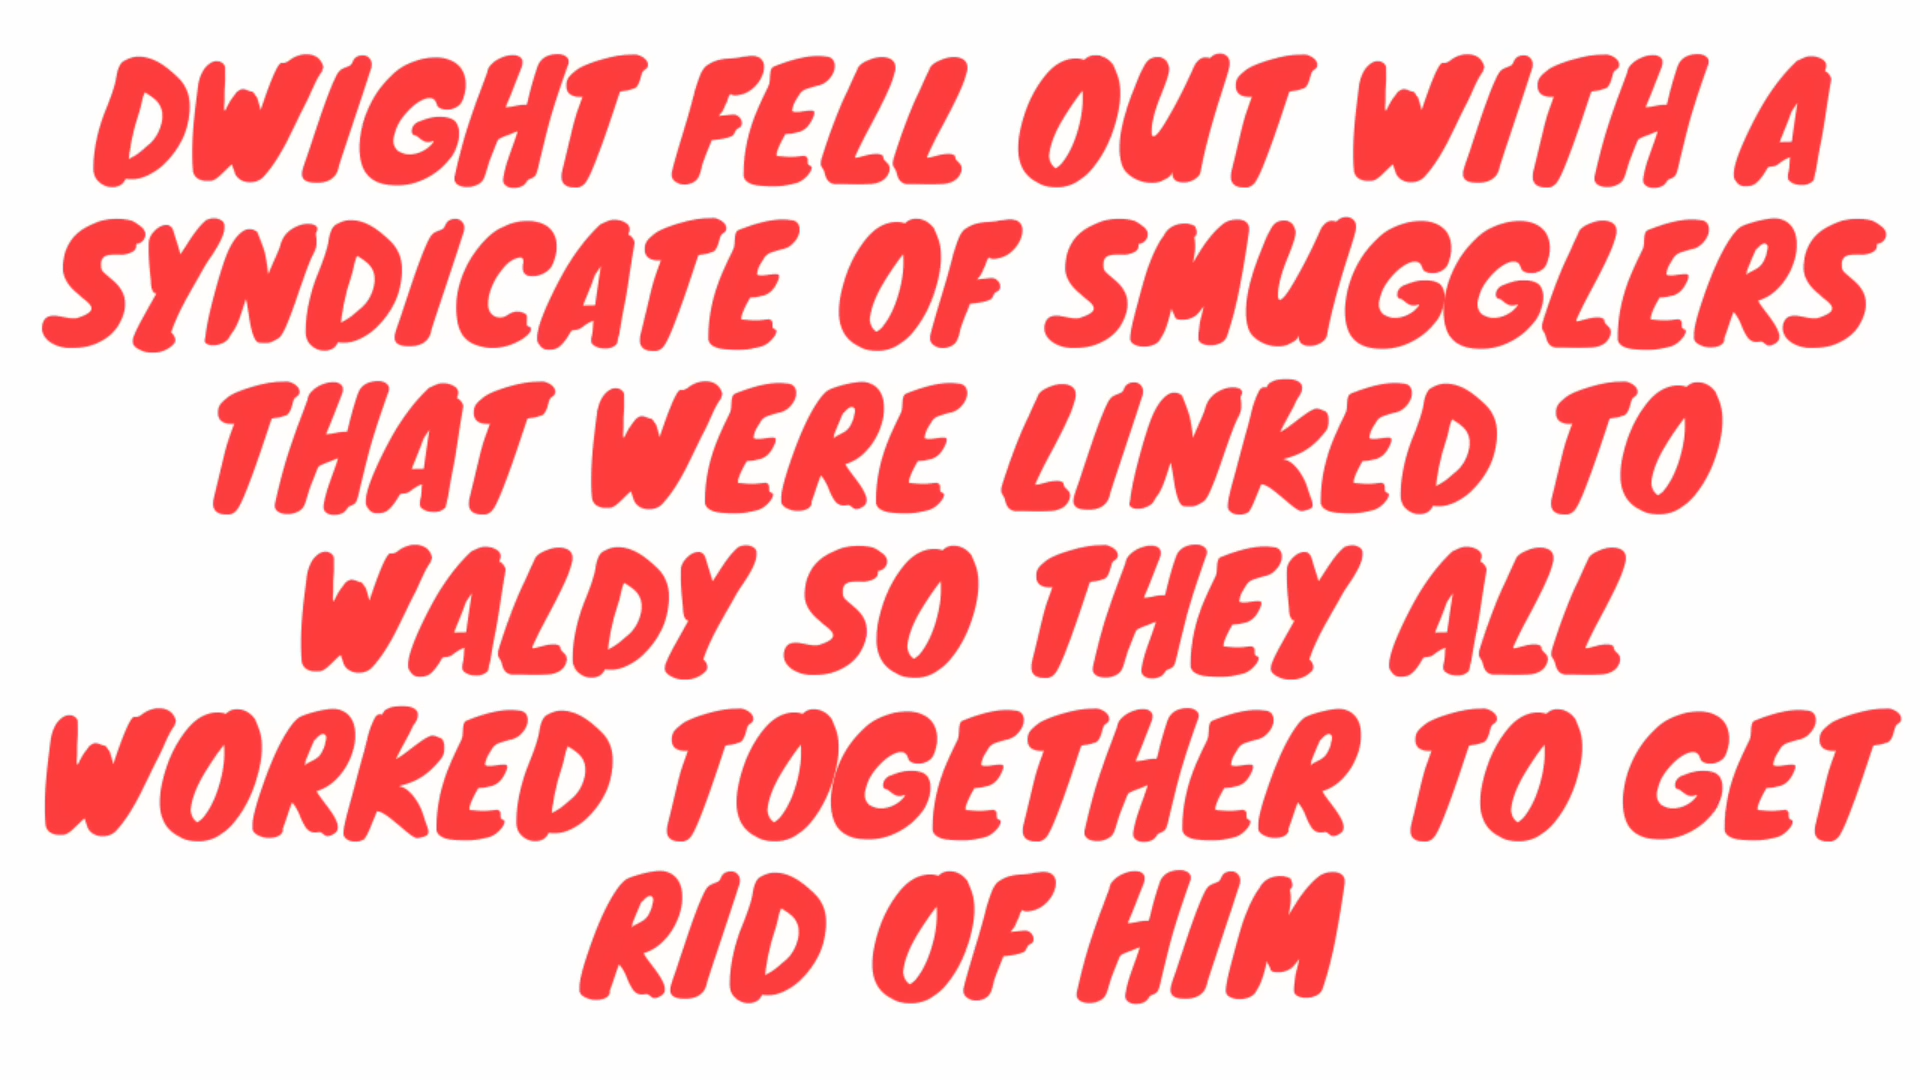 DWIGHT FELL OUT WITH A
SYNDICATE OF SMUGGLERS
THAT WERE LINKED TO
WALDY SO THEY ALL
WORKED TOGETHER TO GET
RID OF HIM